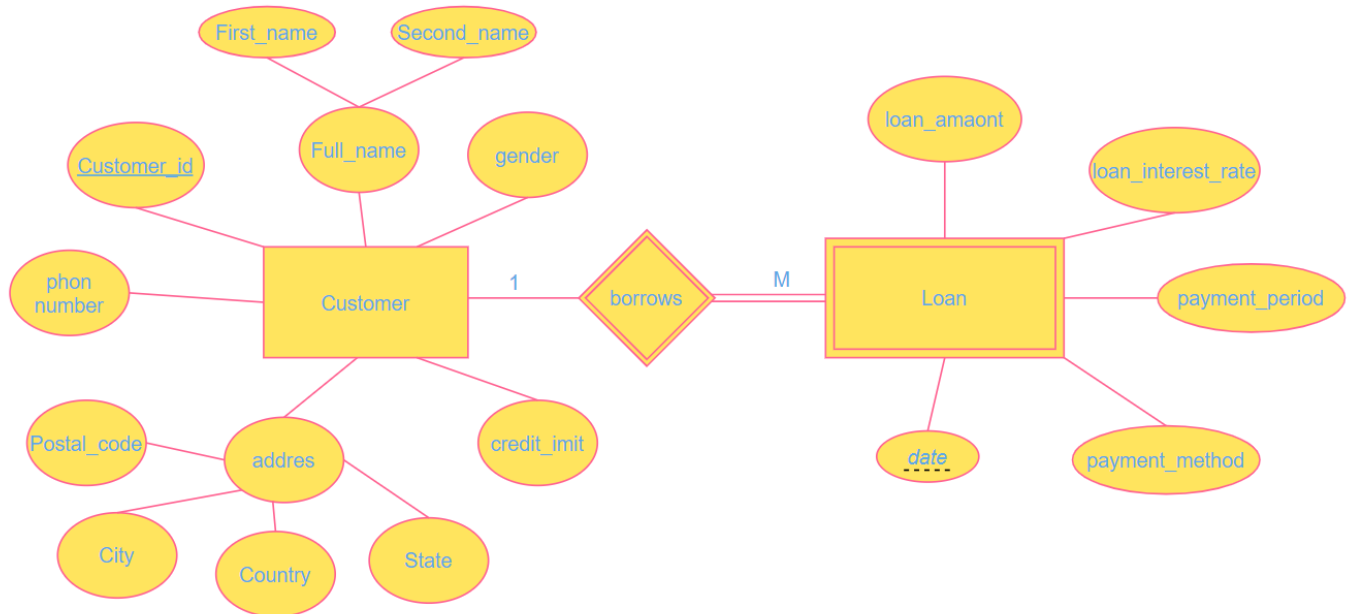 First_name
Second_name
loan_amaont
Full_name
gender
Customer_id
loan_interest_rate
phon
number
Customer
1
borrows
M
Loan
payment_period
Postal_code
addres
credit_imit
date
payment_method
City
Country
State